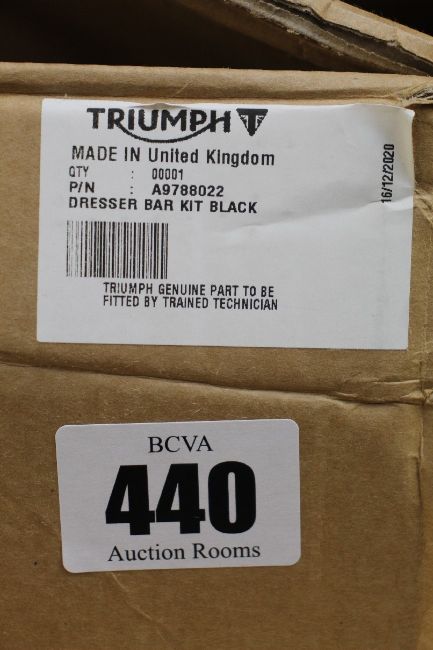 TRIUMPH
MADE IN United Kingdom
QTY : 00001
P/N : A9788022
DRESSER BAR KIT BLACK
16/12/2020
TRIUMPH GENUINE PART TO BE
FITTED BY TRAINED TECHNICIAN
BCVA
440
Auction Rooms